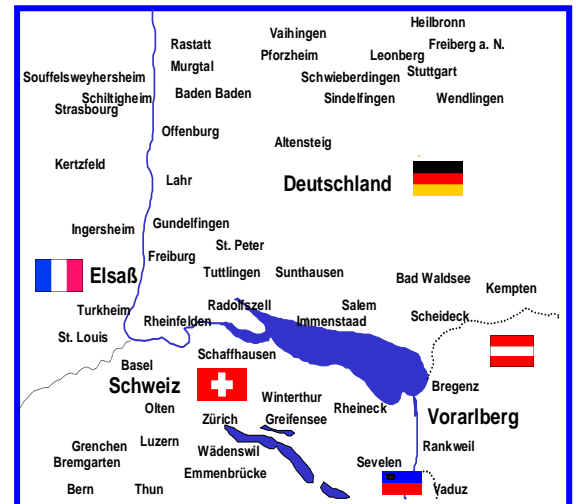 Heilbronn
Vaihingen
Rastatt
Freiberg a. N.
Pforzheim
Leonberg
Murgtal
Stuttgart
Souffelsweyhersheim
Schwieberdingen
Baden Baden
Schiltigheim
Sindelfingen
Wendlingen
Strasbourg
Offenburg
Altensteig
Kertzfeld
Lahr
Deutschland
Gundelfingen
Ingersheim
St. Peter
Freiburg
Elsaß
Tuttlingen
Sunthausen
Bad Waldsee
Kempten
Radolfszell
Salem
Turkheim
Rheinfelden
Immenstaad
Scheideck
St. Louis
Schaffhausen
Basel
Schweiz
Bregenz
Winterthur
Olten
Rheineck
Zürich
Greifensee
Vorarlberg
Luzern
Grenchen
Wädenswil
Rankweil
Bremgarten
Sevelen
Emmenbrücke
Bern
Thun
Vaduz